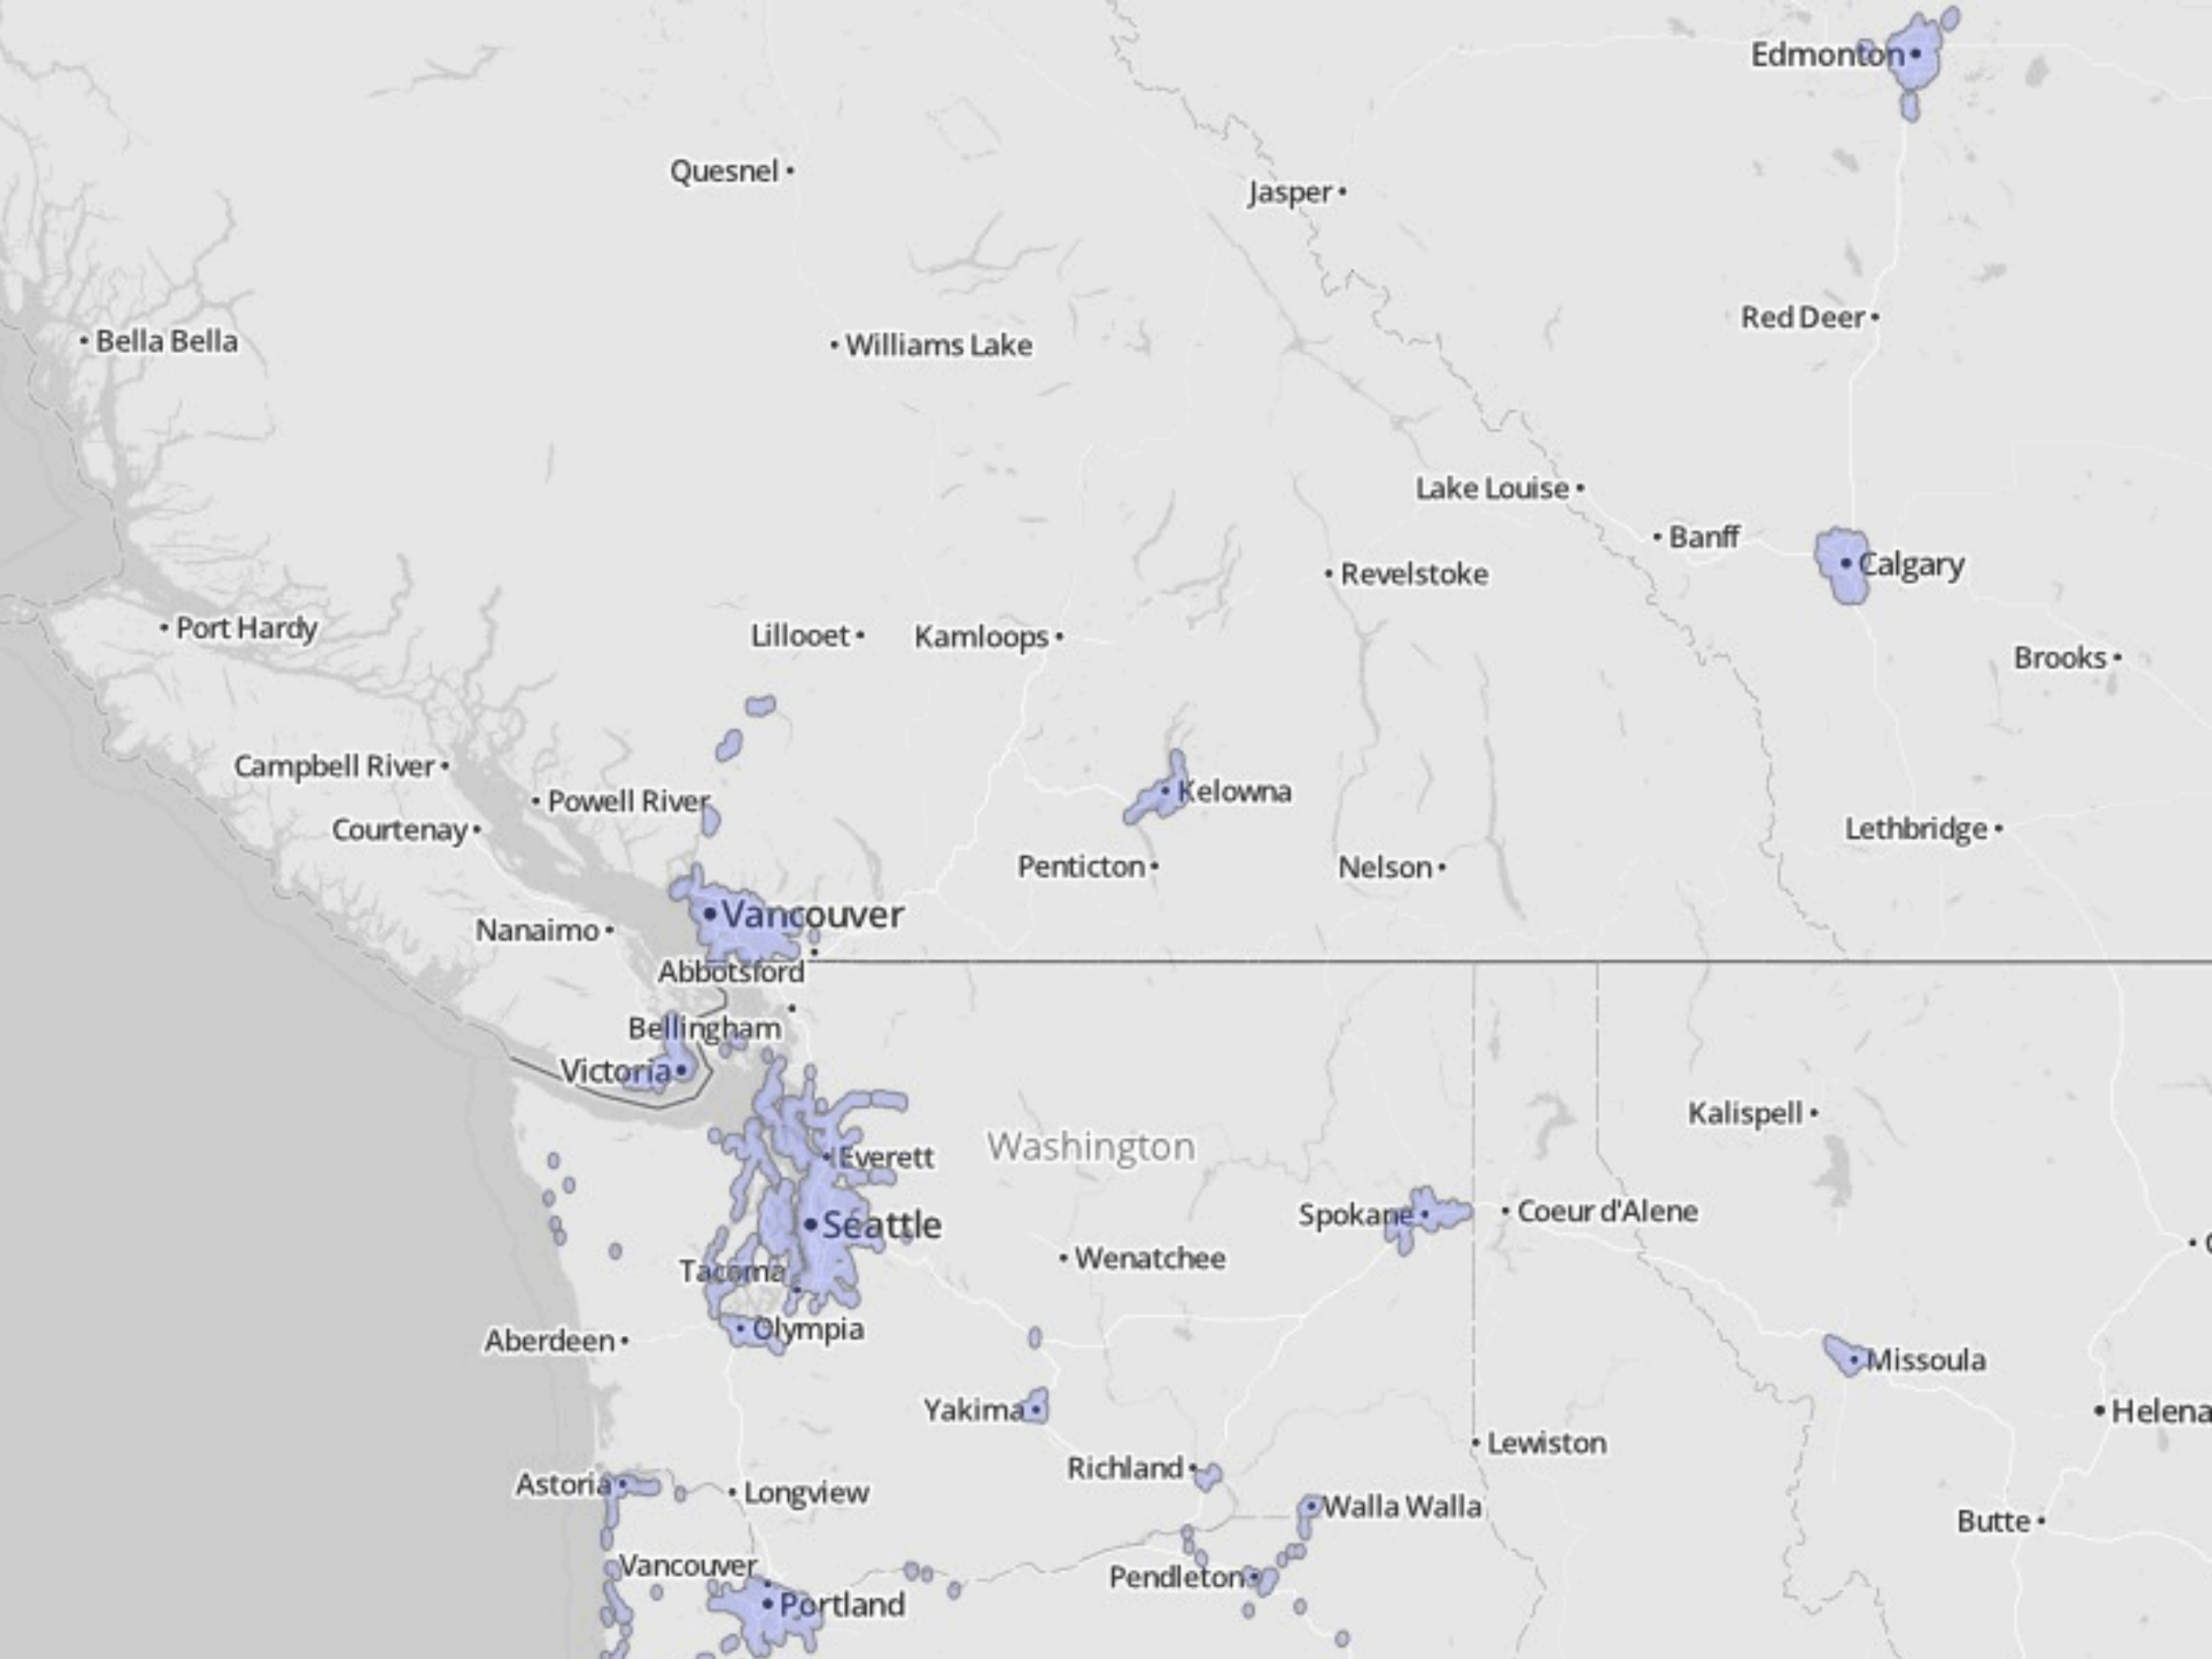 Edmonton
Quesnel
Jasper
Red Deer
Bella Bella
Williams Lake
Lake Louise
Banff
Calgary
Revelstoke
Port Hardy
Lillooet
Kamloops
Brooks
Campbell River
Powell River
Kelowna
Courtenay
Lethbridge
Penticton
Nelson
Vancouver
Nanaimo
Abbotsford
Bellingham
Victoria
Kalispell
Washington
Everett
Seattle
Spokane
Coeur d'Alene
Wenatchee
Tacoma
Olympia
Aberdeen
Missoula
Yakima
Helena
Lewiston
Richland
Astoria
Longview
Walla Walla
Butte
Vancouver
Pendleton
Portland